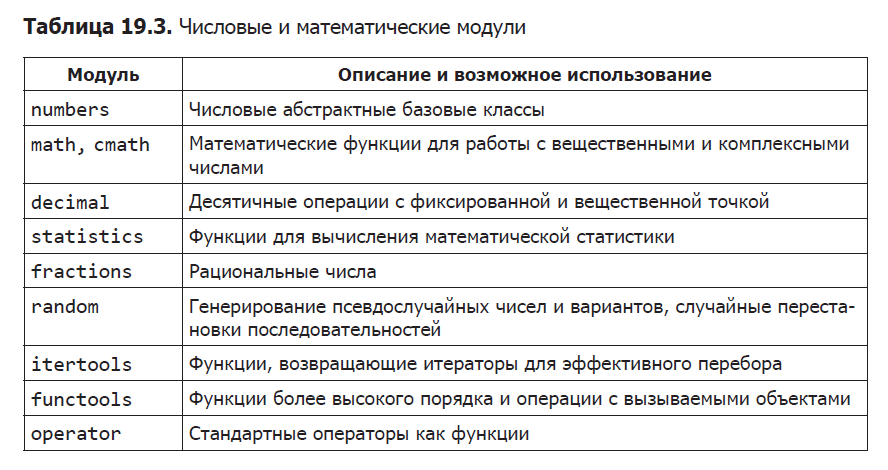 Таблица 19.3. Числовые и математические модули
Модуль Описание и возможное использование
numbers Числовые абстрактные базовые классы
math, cmath Математические функции для работы с вещественными и комплексными
числами
decimal Десятичные операции с фиксированной и вещественной точкой
statistics Функции для вычисления математической статистики
fractions Рациональные числа
random Генерирование псевдослучайных чисел и вариантов, случайные переста-
новки последовательностей
itertools Функции, возвращающие итераторы для эффективного перебора
functools Функции более высокого порядка и операции с вызываемыми объектами
operator Стандартные операторы как функции